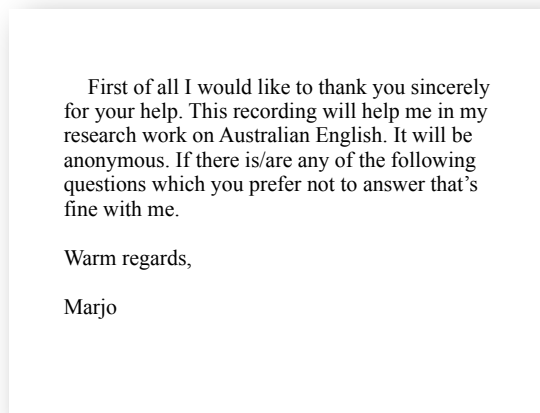 First of all I would like to thank you sincerely
for your help. This recording will help me in my
research work on Australian English. It will be
anonymous. If there is/are any of the following
questions which you prefer not to answer that’s
fine with me.
Warm regards,
Marjo